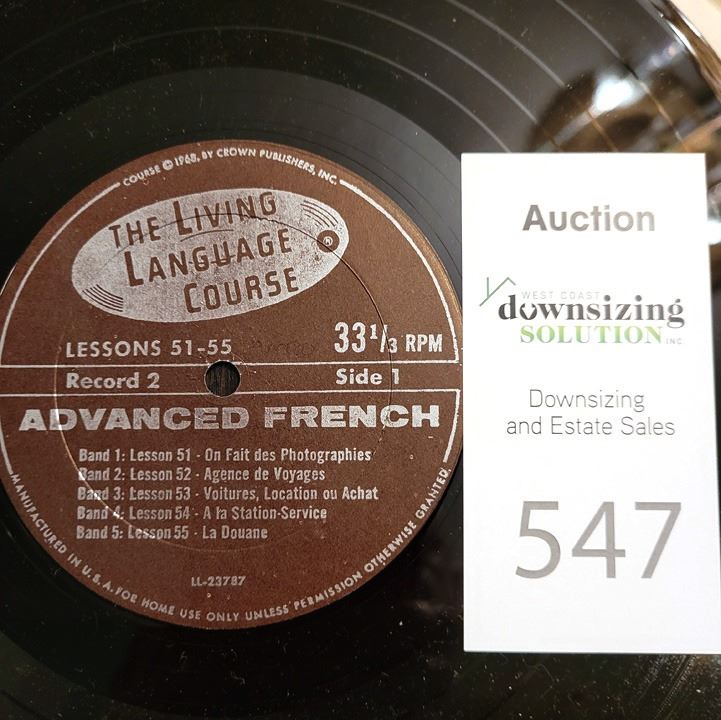 COURSE © 1968, BY CROWN PUBLISHERS, INC.
THE LIVING
LANGUAGE ®
COURSE
LESSONS 51-55
33 1/3 RPM
Record 2
Side 1
ADVANCED FRENCH
Band 1: Lesson 51 - On Fait des Photographies
Band 2: Lesson 52 - Agence de Voyages
Band 3: Lesson 53 - Voitures, Location ou Achat
Band 4: Lesson 54 - A la Station-Service
Band 5: Lesson 55 - La Douane
LL-23787
MANUFACTURED IN U.S.A. FOR HOME USE ONLY UNLESS PERMISSION OTHERWISE GRANTED.
Auction
WEST COAST
downsizing
SOLUTION INC.
Downsizing
and Estate Sales
547